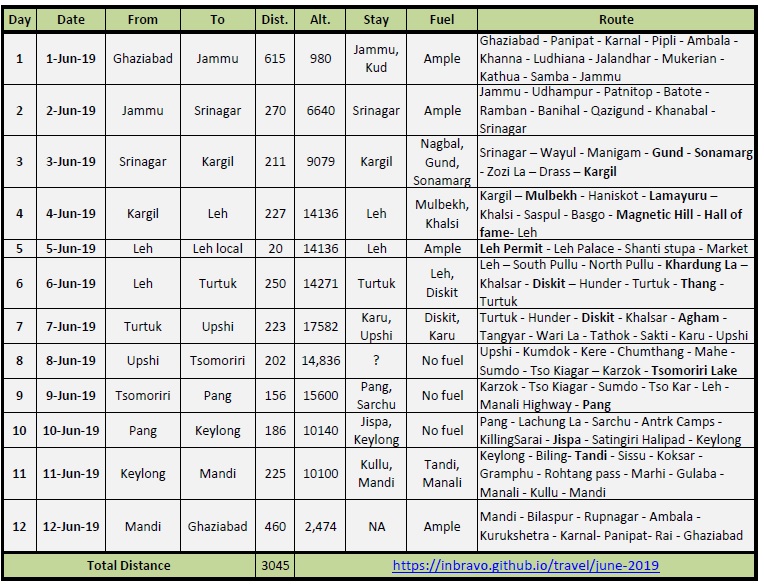 Day Date From To Dist. Alt. Stay Fuel Route
1 1-Jun-19 Ghaziabad Jammu 615 980 Jammu, Kud Ample Ghaziabad - Panipat - Karnal - Pipli - Ambala -
Khanna - Ludhiana - Jalandhar - Mukerian -
Kathua - Samba - Jammu
2 2-Jun-19 Jammu Srinagar 270 6640 Srinagar Ample Jammu - Udhampur - Patnitop - Batote -
Ramban - Banihal - Qazigund - Khanabal -
Srinagar
3 3-Jun-19 Srinagar Kargil 211 9079 Kargil Nagbal, Gund, Sonamarg Srinagar – Wayul - Manigam - Gund - Sonamarg
- Zozi La – Drass – Kargil
4 4-Jun-19 Kargil Leh 227 14136 Leh Mulbekh, Khalsi Kargil – Mulbekh - Haniskot - Lamayuru –
Khalsi - Saspul - Basgo - Magnetic Hill - Hall of
fame- Leh
5 5-Jun-19 Leh Leh local 20 14136 Leh Ample Leh Permit - Leh Palace - Shanti stupa - Market
6 6-Jun-19 Leh Turtuk 250 14271 Turtuk Leh, Diskit Leh – South Pullu - North Pullu - Khardung La –
Khalsar - Diskit – Hunder - Turtuk - Thang -
Turtuk
7 7-Jun-19 Turtuk Upshi 223 17582 Karu, Upshi Diskit, Karu Turtuk - Hunder - Diskit - Khalsar - Agham -
Tangyar - Wari La - Tathok - Sakti - Karu - Upshi
8 8-Jun-19 Upshi Tsomoriri 202 14,836 ? No fuel Upshi - Kumdok - Kere - Chumthang - Mahe -
Sumdo - Tso Kiagar – Karzok - Tsomoriri Lake
9 9-Jun-19 Tsomoriri Pang 156 15600 Pang, Sarchu No fuel Karzok - Tso Kiagar - Sumdo - Tso Kar - Leh -
Manali Highway - Pang
10 10-Jun-19 Pang Keylong 186 10140 Jispa, Keylong No fuel Pang - Lachung La - Sarchu - Antrk Camps -
KillingSarai - Jispa - Satingiri Halipad - Keylong
11 11-Jun-19 Keylong Mandi 225 10100 Kullu, Mandi Tandi, Manali Keylong - Biling- Tandi - Sissu - Koksar -
Gramphu - Rohtang pass - Marhi - Gulaba -
Manali - Kullu - Mandi
12 12-Jun-19 Mandi Ghaziabad 460 2,474 NA Ample Mandi - Bilaspur - Rupnagar - Ambala -
Kurukshetra - Karnal- Panipat- Rai - Ghaziabad
Total Distance 3045 https://inbravo.github.io/travel/june-2019